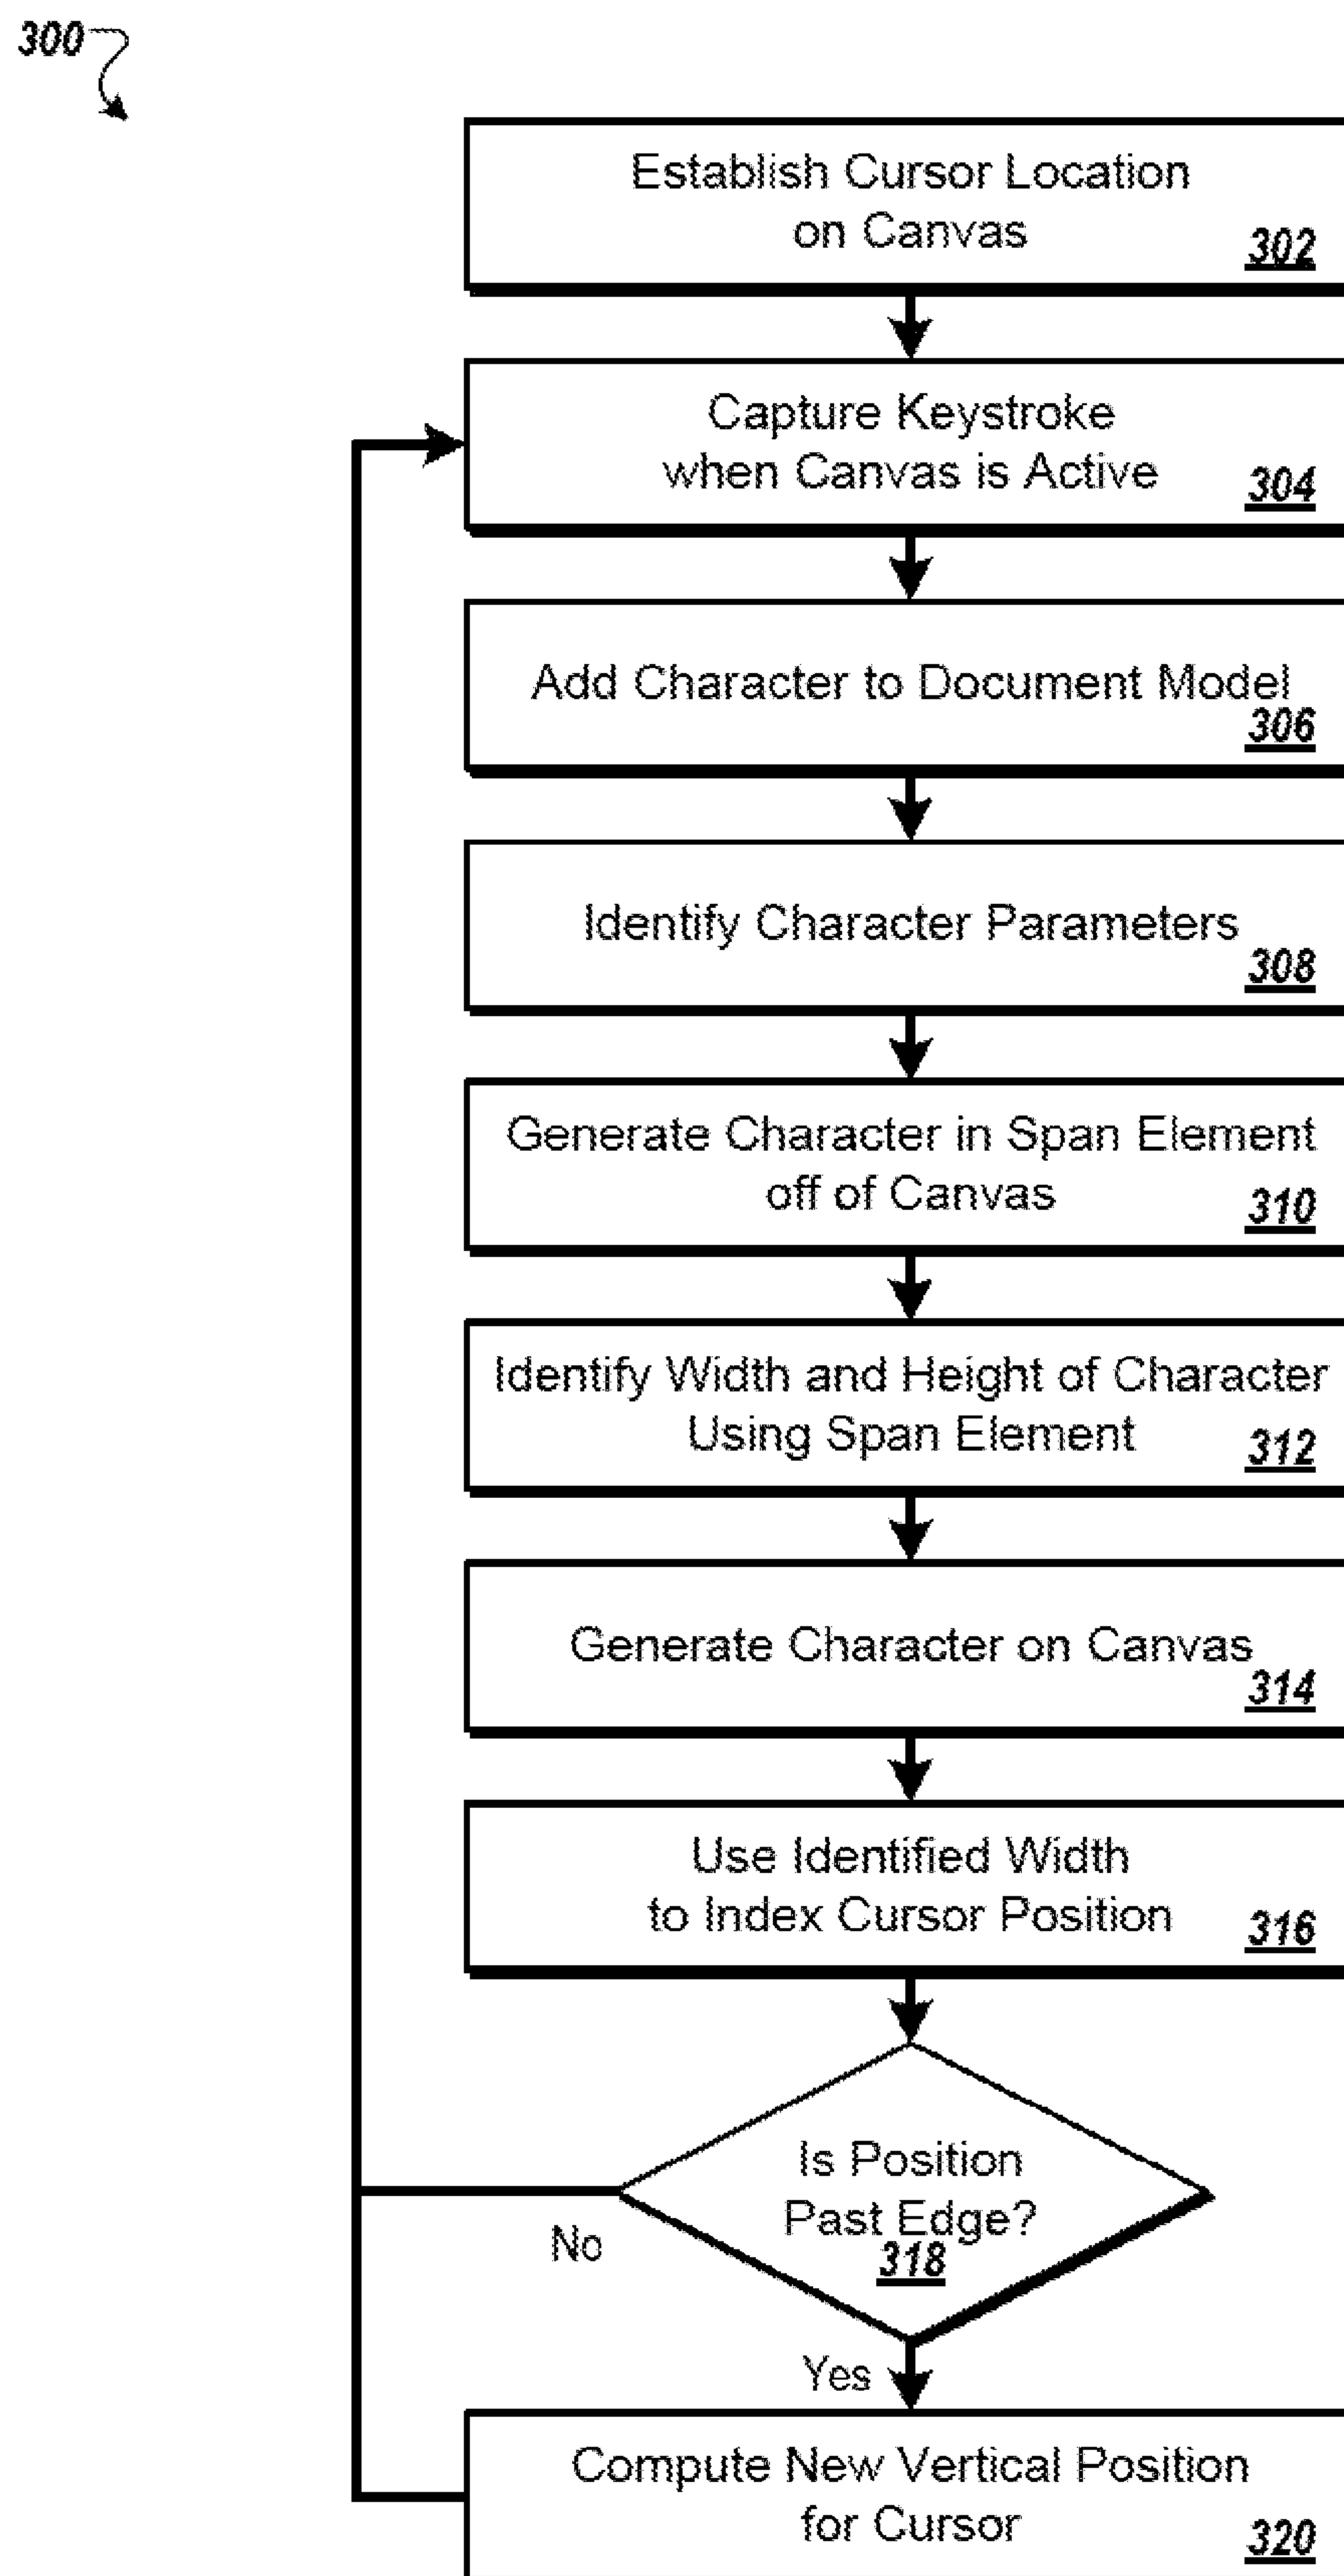 300
Establish Cursor Location
on Canvas
302
Capture Keystroke
when Canvas is Active
304
Add Character to Document Model
306
Identify Character Parameters
308
Generate Character in Span Element
off of Canvas
310
Identify Width and Height of Character
Using Span Element
312
Generate Character on Canvas
314
Use Identified Width
to Index Cursor Position
316
Is Position
Past Edge?
318
No
Yes
Compute New Vertical Position
for Cursor
320